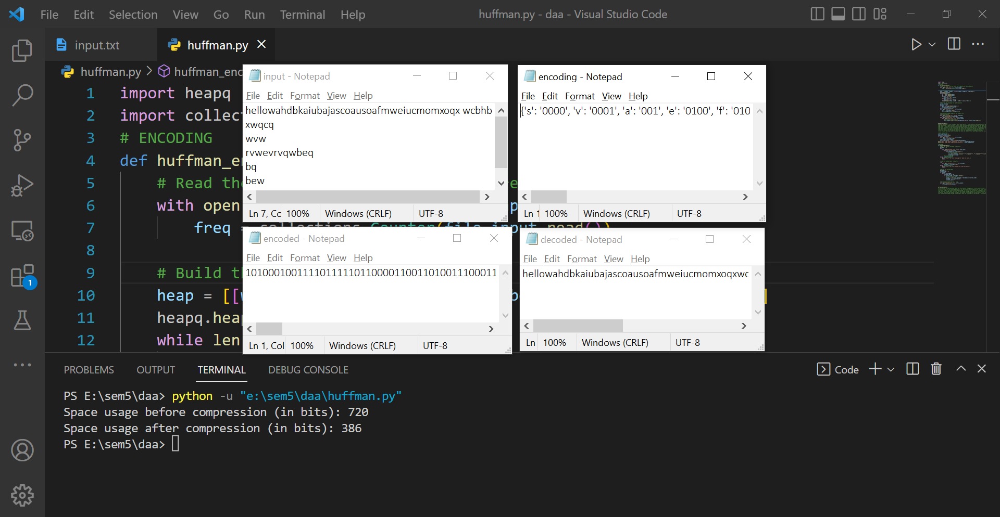 File Edit Selection View Go Run Terminal Help
huffman.py - daa - Visual Studio Code
input.txt
huffman.py
huffman.py > huffman_enc
1 import heapq
2 import collec
3 # ENCODING
4 def huffman_e
5 # Read th
6 with open
7 freq = collections.Counter(file_input.read())
8
9 # Build t
10 heap = [[
11 heapq.hea
12 while len
input - Notepad
File Edit Format View Help
hellowahdbkaiubajascoausoafmweiucmomxoqx wcbhb
xwqcq
wvw
rvwevrvqwbeq
bq
bew
Ln 7, Cc 100% Windows (CRLF) UTF-8
encoding - Notepad
File Edit Format View Help
{'s': '0000', 'v': '0001', 'a': '001', 'e': '0100', 'f': '010
Ln 1 100% Windows (CRLF) UTF-8
encoded - Notepad
File Edit Format View Help
1010001001111011111011000011001101001110001 1
Ln 1, Col 100% Windows (CRLF) UTF-8
decoded - Notepad
File Edit Format View Help
hellowahdbkaiubajascoausoafmweiucmomxoqxwc
Ln 100% Windows (CRLF) UTF-8
1
PROBLEMS OUTPUT TERMINAL DEBUG CONSOLE
Code
PS E:\sem5\daa> python -u "e:\sem5\daa\huffman.py"
Space usage before compression (in bits): 720
Space usage after compression (in bits): 386
PS E:\sem5\daa>